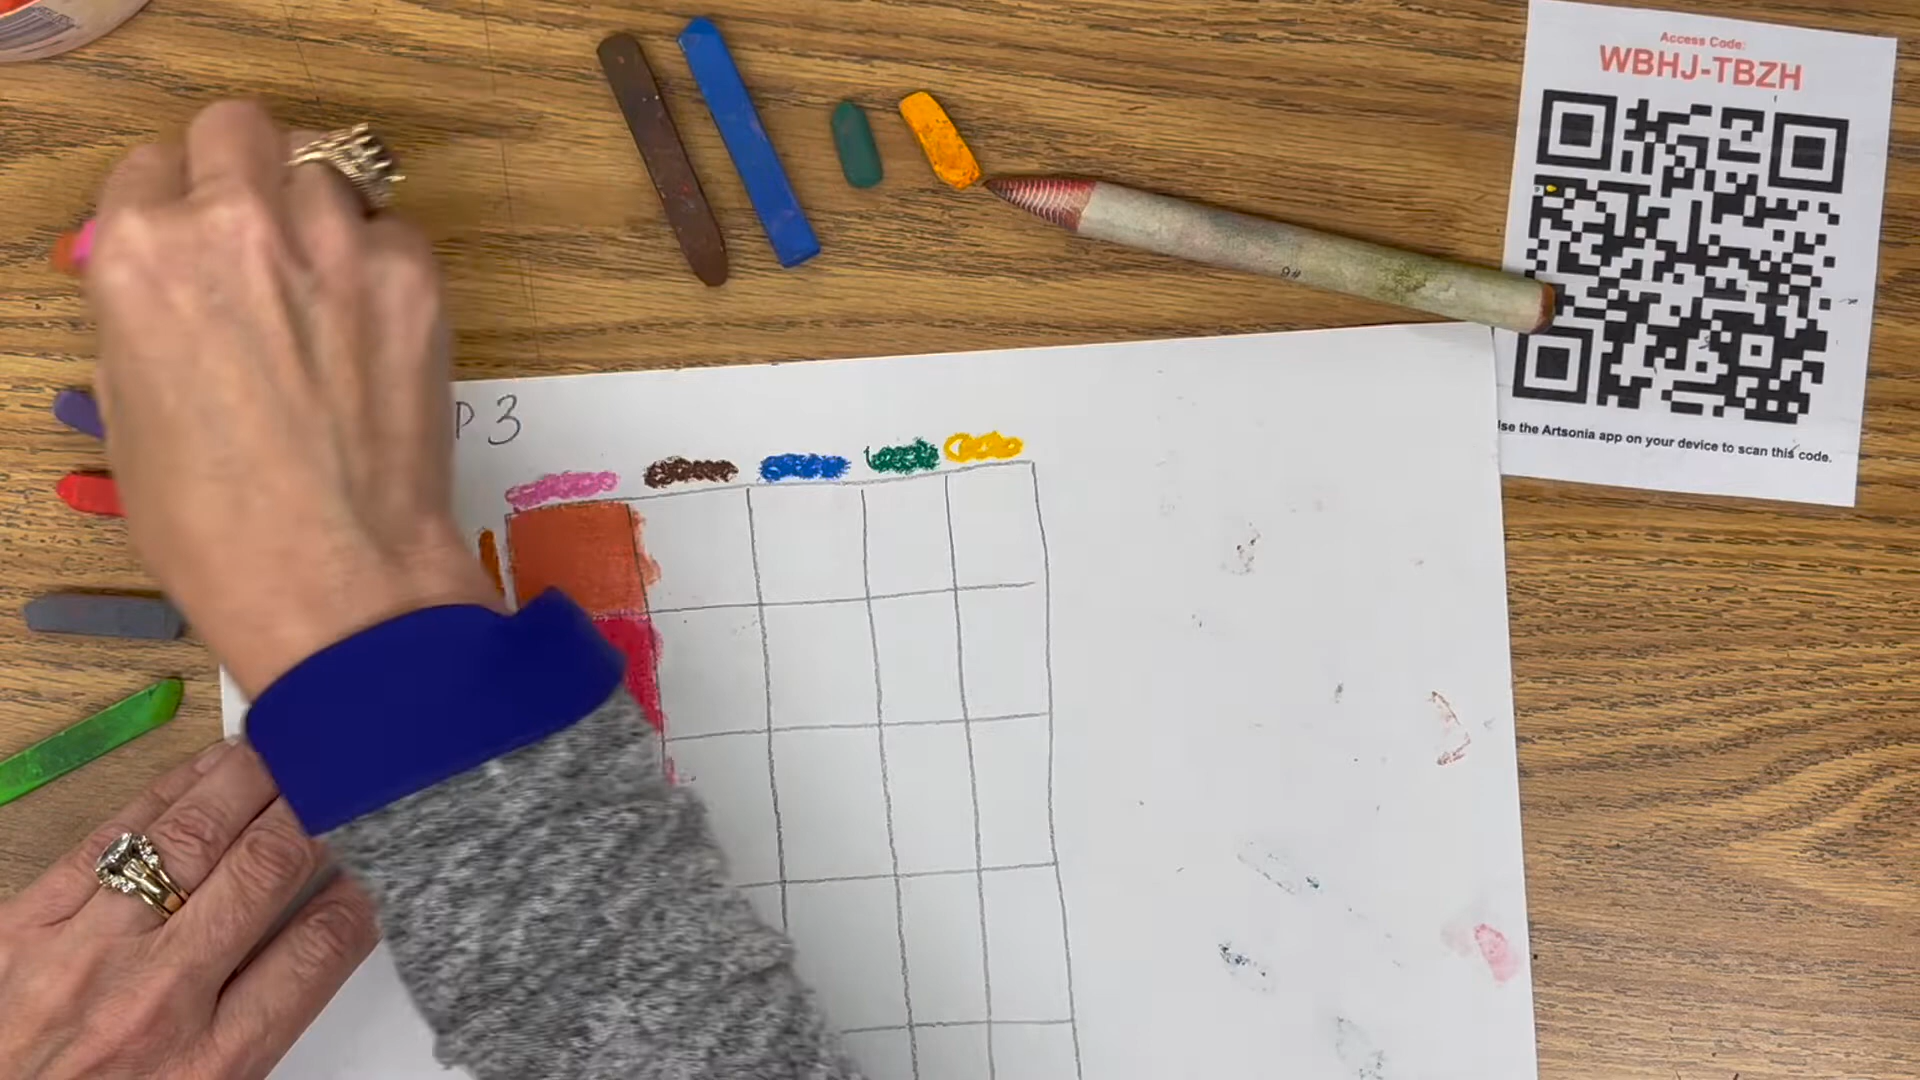 Access Code:
WBHJ-TBZH
Use the Artsonia app on your device to scan this code.
P 3